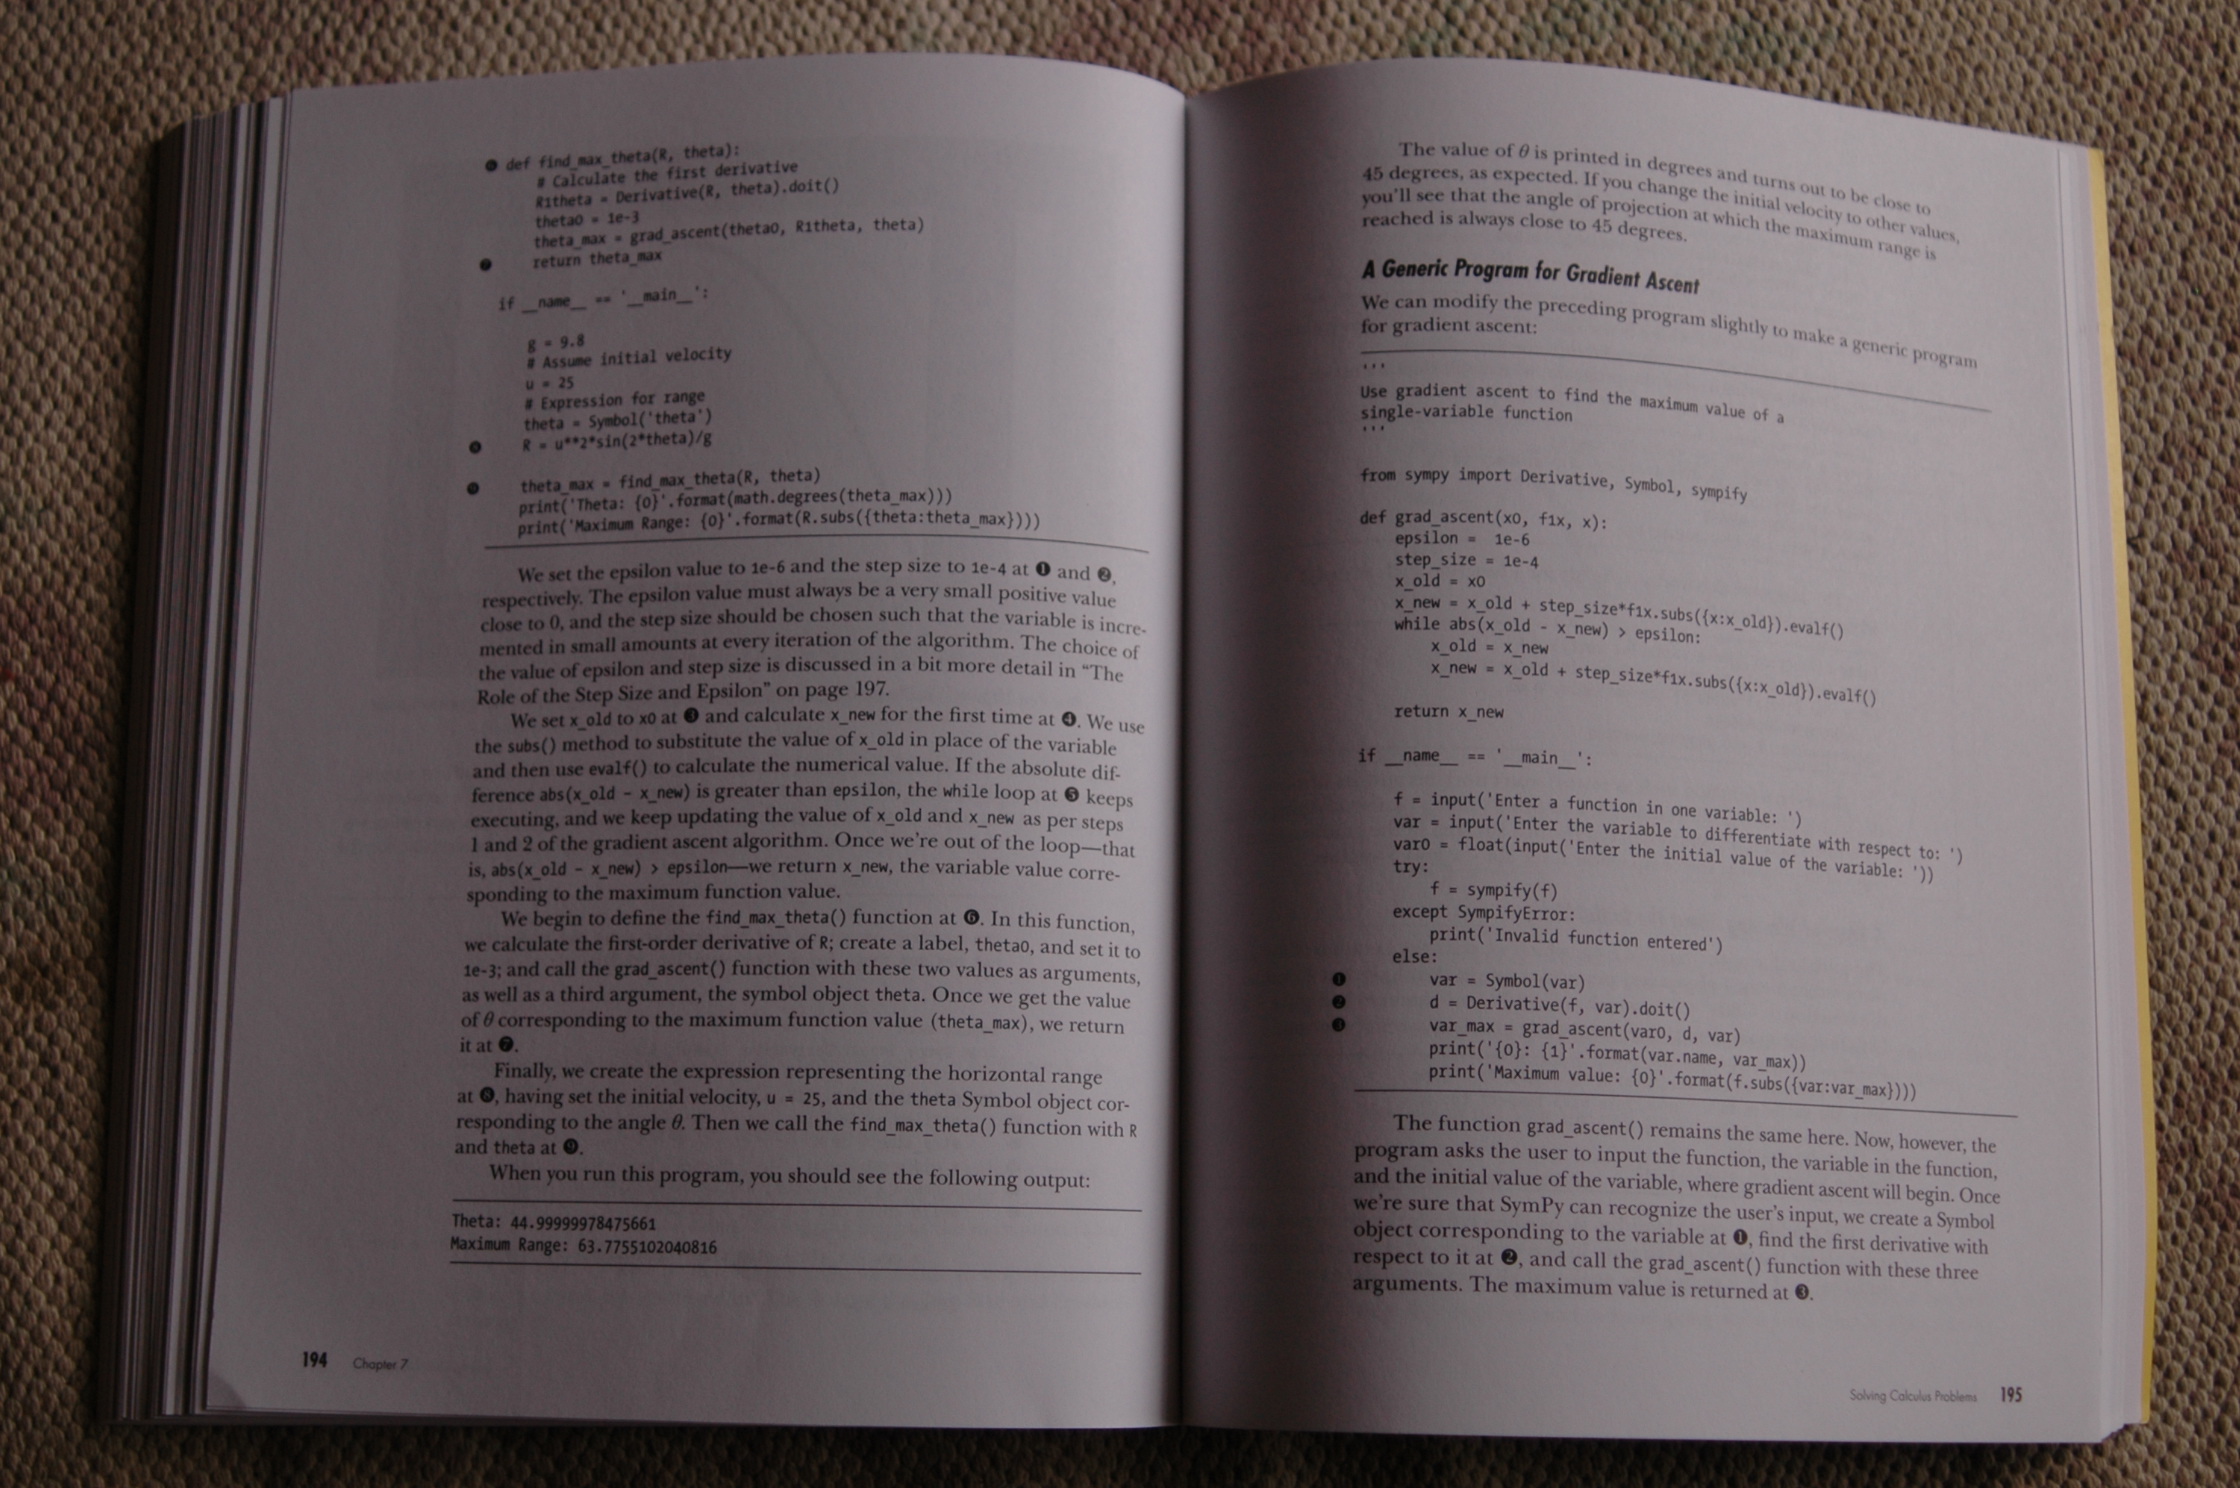 ❻ def find_max_theta(R, theta):
# Calculate the first derivative
R1theta = Derivative(R, theta).doit()
theta0 = 1e-3
theta_max = grad_ascent(theta0, R1theta, theta)
❼ return theta_max
if __name__ == '__main__':
g = 9.8
# Assume initial velocity
u = 25
# Expression for range
theta = Symbol('theta')
❽ R = u**2*sin(2*theta)/g
❾ theta_max = find_max_theta(R, theta)
print('Theta: {0}'.format(math.degrees(theta_max)))
print('Maximum Range: {0}'.format(R.subs({theta:theta_max})))
We set the epsilon value to 1e-6 and the step size to 1e-4 at ❶ and ❷,
respectively. The epsilon value must always be a very small positive value
close to 0, and the step size should be chosen such that the variable is incre-
mented in small amounts at every iteration of the algorithm. The choice of
the value of epsilon and step size is discussed in a bit more detail in “The
Role of the Step Size and Epsilon” on page 197.
We set x_old to x0 at ❸ and calculate x_new for the first time at ❹. We use
the subs() method to substitute the value of x_old in place of the variable
and then use evalf() to calculate the numerical value. If the absolute dif-
ference abs(x_old - x_new) is greater than epsilon, the while loop at ❺ keeps
executing, and we keep updating the value of x_old and x_new as per steps
1 and 2 of the gradient ascent algorithm. Once we're out of the loop—that
is, abs(x_old - x_new) > epsilon—we return x_new, the variable value corre-
sponding to the maximum function value.
We begin to define the find_max_theta() function at ❻. In this function,
we calculate the first-order derivative of R; create a label, theta0, and set it to
1e-3; and call the grad_ascent() function with these two values as arguments,
as well as a third argument, the symbol object theta. Once we get the value
of θ corresponding to the maximum function value (theta_max), we return
it at ❼.
Finally, we create the expression representing the horizontal range
at ❽, having set the initial velocity, u = 25, and the theta Symbol object cor-
responding to the angle θ. Then we call the find_max_theta() function with R
and theta at ❾.
When you run this program, you should see the following output:
Theta: 44.99999978475661
Maximum Range: 63.7755102040816
194 Chapter 7
The value of θ is printed in degrees and turns out to be close to
45 degrees, as expected. If you change the initial velocity to other values,
you'll see that the angle of projection at which the maximum range is
reached is always close to 45 degrees.
A Generic Program for Gradient Ascent
We can modify the preceding program slightly to make a generic program
for gradient ascent:
'''
Use gradient ascent to find the maximum value of a
single-variable function
'''
from sympy import Derivative, Symbol, sympify
def grad_ascent(x0, f1x, x):
epsilon = 1e-6
step_size = 1e-4
x_old = x0
x_new = x_old + step_size*f1x.subs({x:x_old}).evalf()
while abs(x_old - x_new) > epsilon:
x_old = x_new
x_new = x_old + step_size*f1x.subs({x:x_old}).evalf()
return x_new
if __name__ == '__main__':
f = input('Enter a function in one variable: ')
var = input('Enter the variable to differentiate with respect to: ')
var0 = float(input('Enter the initial value of the variable: '))
try:
f = sympify(f)
except SympifyError:
print('Invalid function entered')
else:
❶ var = Symbol(var)
❷ d = Derivative(f, var).doit()
❸ var_max = grad_ascent(var0, d, var)
print('{0}: {1}'.format(var.name, var_max))
print('Maximum value: {0}'.format(f.subs({var:var_max})))
The function grad_ascent() remains the same here. Now, however, the
program asks the user to input the function, the variable in the function,
and the initial value of the variable, where gradient ascent will begin. Once
we're sure that SymPy can recognize the user's input, we create a Symbol
object corresponding to the variable at ❶, find the first derivative with
respect to it at ❷, and call the grad_ascent() function with these three
arguments. The maximum value is returned at ❸.
Solving Calculus Problems 195